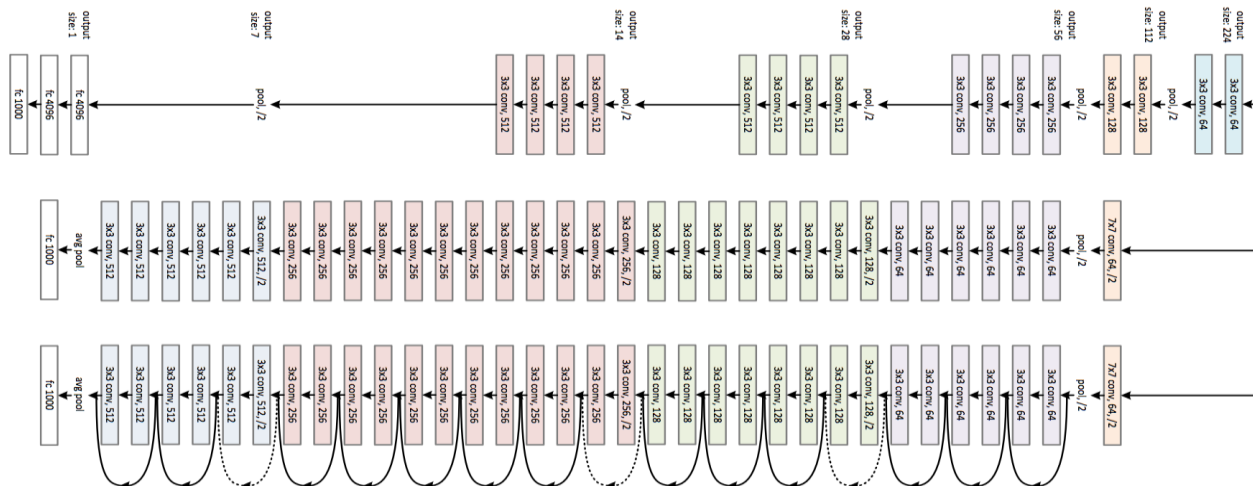 output
size: 224
output
size: 112
output
size: 56
output
size: 28
output
size: 14
output
size: 7
output
size: 1
3x3 conv, 64
3x3 conv, 64
pool, /2
3x3 conv, 128
3x3 conv, 128
pool, /2
3x3 conv, 256
3x3 conv, 256
3x3 conv, 256
3x3 conv, 256
pool, /2
3x3 conv, 512
3x3 conv, 512
3x3 conv, 512
3x3 conv, 512
pool, /2
3x3 conv, 512
3x3 conv, 512
3x3 conv, 512
3x3 conv, 512
pool, /2
fc 4096
fc 4096
fc 1000
7x7 conv, 64, /2
pool, /2
3x3 conv, 64
3x3 conv, 64
3x3 conv, 64
3x3 conv, 64
3x3 conv, 64
3x3 conv, 64
3x3 conv, 128, /2
3x3 conv, 128
3x3 conv, 128
3x3 conv, 128
3x3 conv, 128
3x3 conv, 128
3x3 conv, 128
3x3 conv, 128
3x3 conv, 256, /2
3x3 conv, 256
3x3 conv, 256
3x3 conv, 256
3x3 conv, 256
3x3 conv, 256
3x3 conv, 256
3x3 conv, 256
3x3 conv, 256
3x3 conv, 256
3x3 conv, 256
3x3 conv, 256
3x3 conv, 512, /2
3x3 conv, 512
3x3 conv, 512
3x3 conv, 512
3x3 conv, 512
3x3 conv, 512
avg pool
fc 1000
7x7 conv, 64, /2
pool, /2
3x3 conv, 64
3x3 conv, 64
3x3 conv, 64
3x3 conv, 64
3x3 conv, 64
3x3 conv, 64
3x3 conv, 128, /2
3x3 conv, 128
3x3 conv, 128
3x3 conv, 128
3x3 conv, 128
3x3 conv, 128
3x3 conv, 128
3x3 conv, 128
3x3 conv, 256, /2
3x3 conv, 256
3x3 conv, 256
3x3 conv, 256
3x3 conv, 256
3x3 conv, 256
3x3 conv, 256
3x3 conv, 256
3x3 conv, 256
3x3 conv, 256
3x3 conv, 256
3x3 conv, 256
3x3 conv, 512, /2
3x3 conv, 512
3x3 conv, 512
3x3 conv, 512
3x3 conv, 512
3x3 conv, 512
avg pool
fc 1000